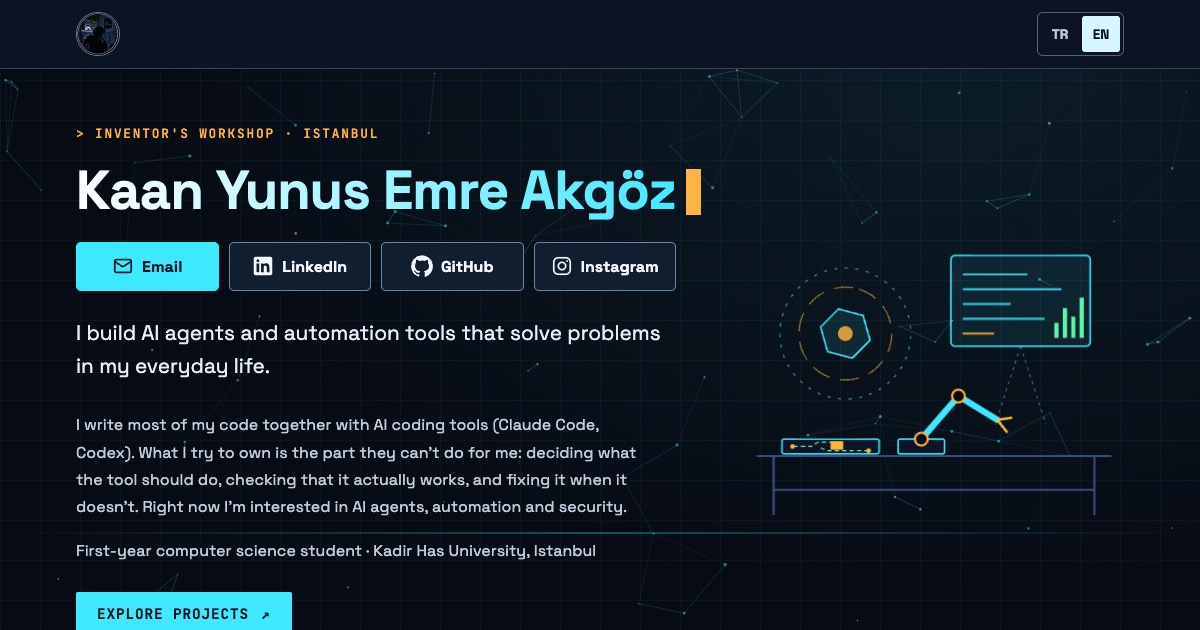 TR EN
> INVENTOR'S WORKSHOP · ISTANBUL
Kaan Yunus Emre Akgöz
Email LinkedIn GitHub Instagram
I build AI agents and automation tools that solve problems
in my everyday life.
I write most of my code together with AI coding tools (Claude Code,
Codex). What I try to own is the part they can't do for me: deciding what
the tool should do, checking that it actually works, and fixing it when it
doesn't. Right now I'm interested in AI agents, automation and security.
First-year computer science student · Kadir Has University, Istanbul
EXPLORE PROJECTS ↗